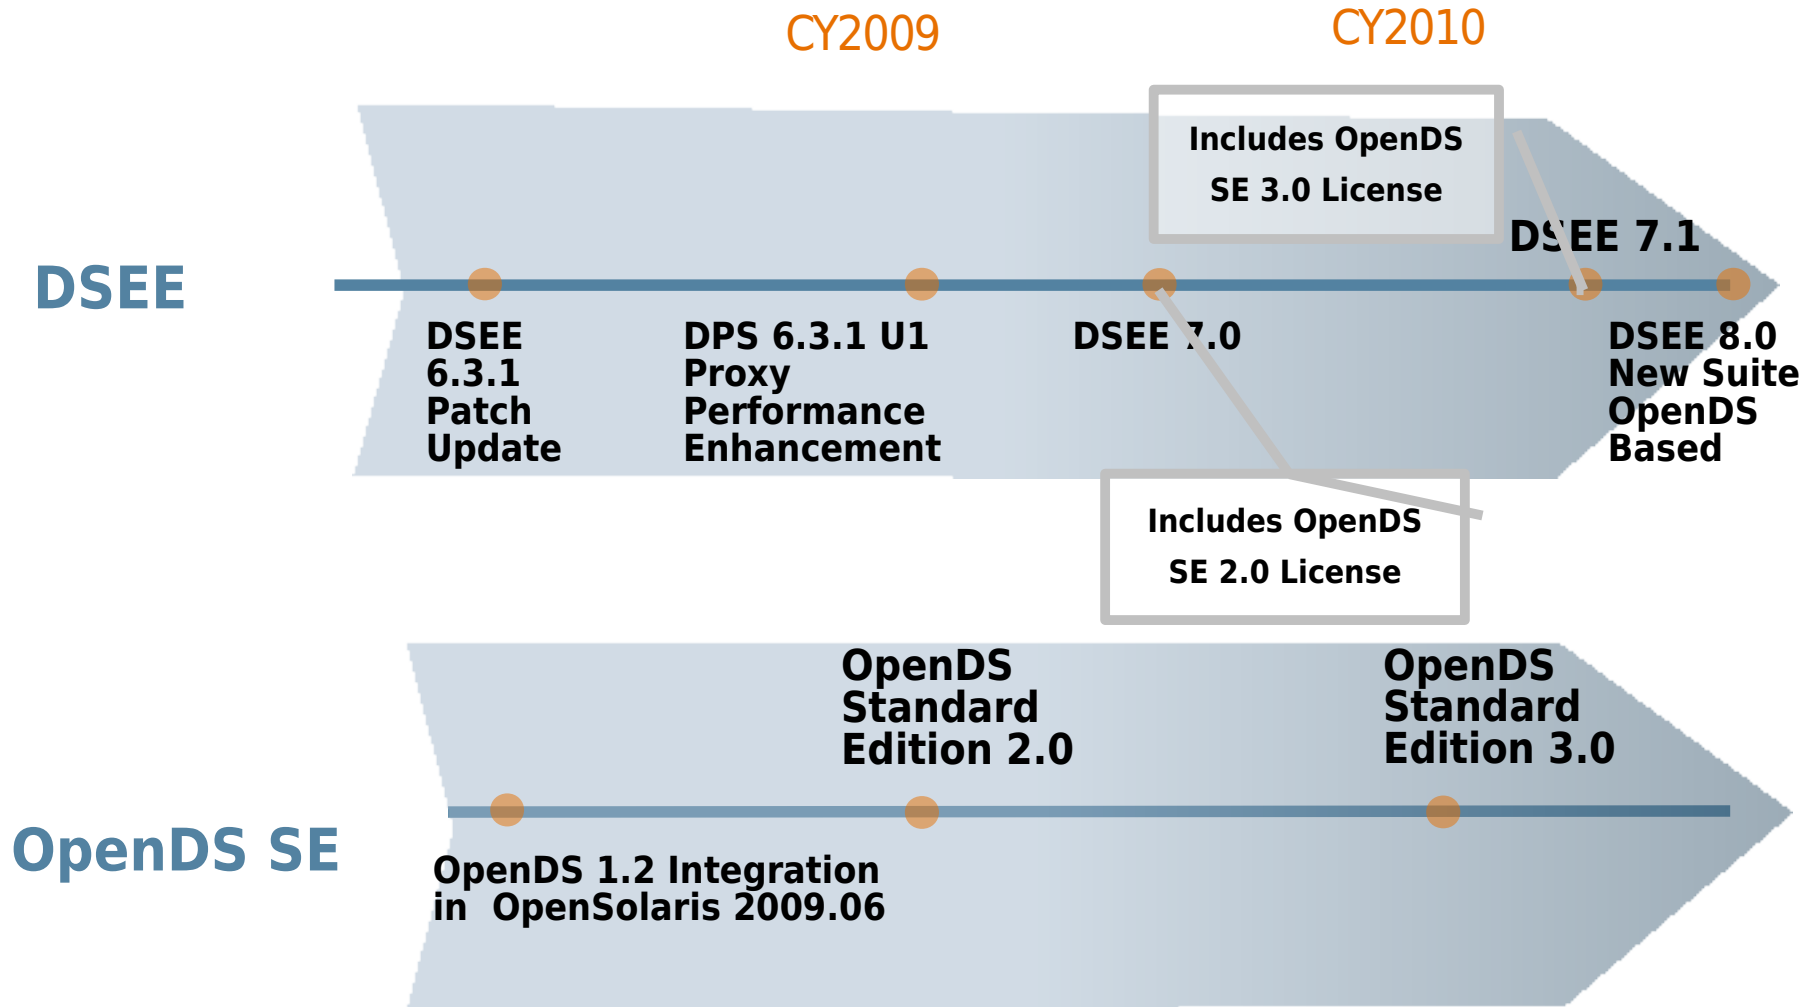 CY2009
CY2010
Includes OpenDS
SE 3.0 License
DSEE 7.1
DSEE
DSEE
6.3.1
Patch
Update
DPS 6.3.1 U1
Proxy
Performance
Enhancement
DSEE 7.0
DSEE 8.0
New Suite
OpenDS
Based
Includes OpenDS
SE 2.0 License
OpenDS
Standard
Edition 2.0
OpenDS
Standard
Edition 3.0
OpenDS SE
OpenDS 1.2 Integration
in  OpenSolaris 2009.06